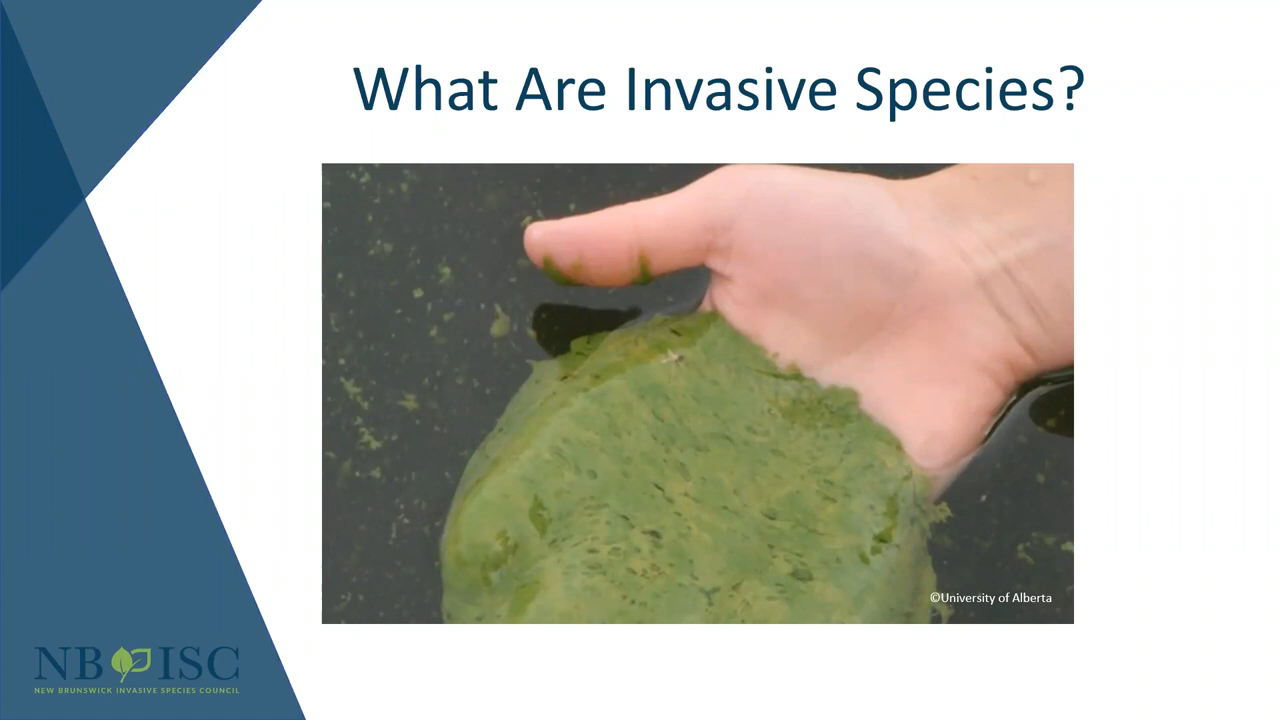 What Are Invasive Species?
©University of Alberta
NB ISC
NEW BRUNSWICK INVASIVE SPECIES COUNCIL